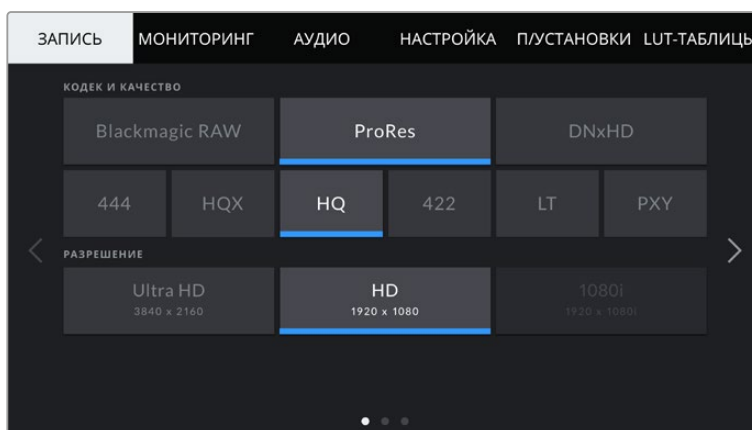 ЗАПИСЬ МОНИТОРИНГ АУДИО НАСТРОЙКА П/УСТАНОВКИ LUT-ТАБЛИЦЬ
КОДЕК И КАЧЕСТВО
Blackmagic RAW ProRes DNxHD
444 HQX HQ 422 LT PXY
РАЗРЕШЕНИЕ
Ultra HD HD 1080i
3840 x 2160 1920 x 1080 1920 x 1080i